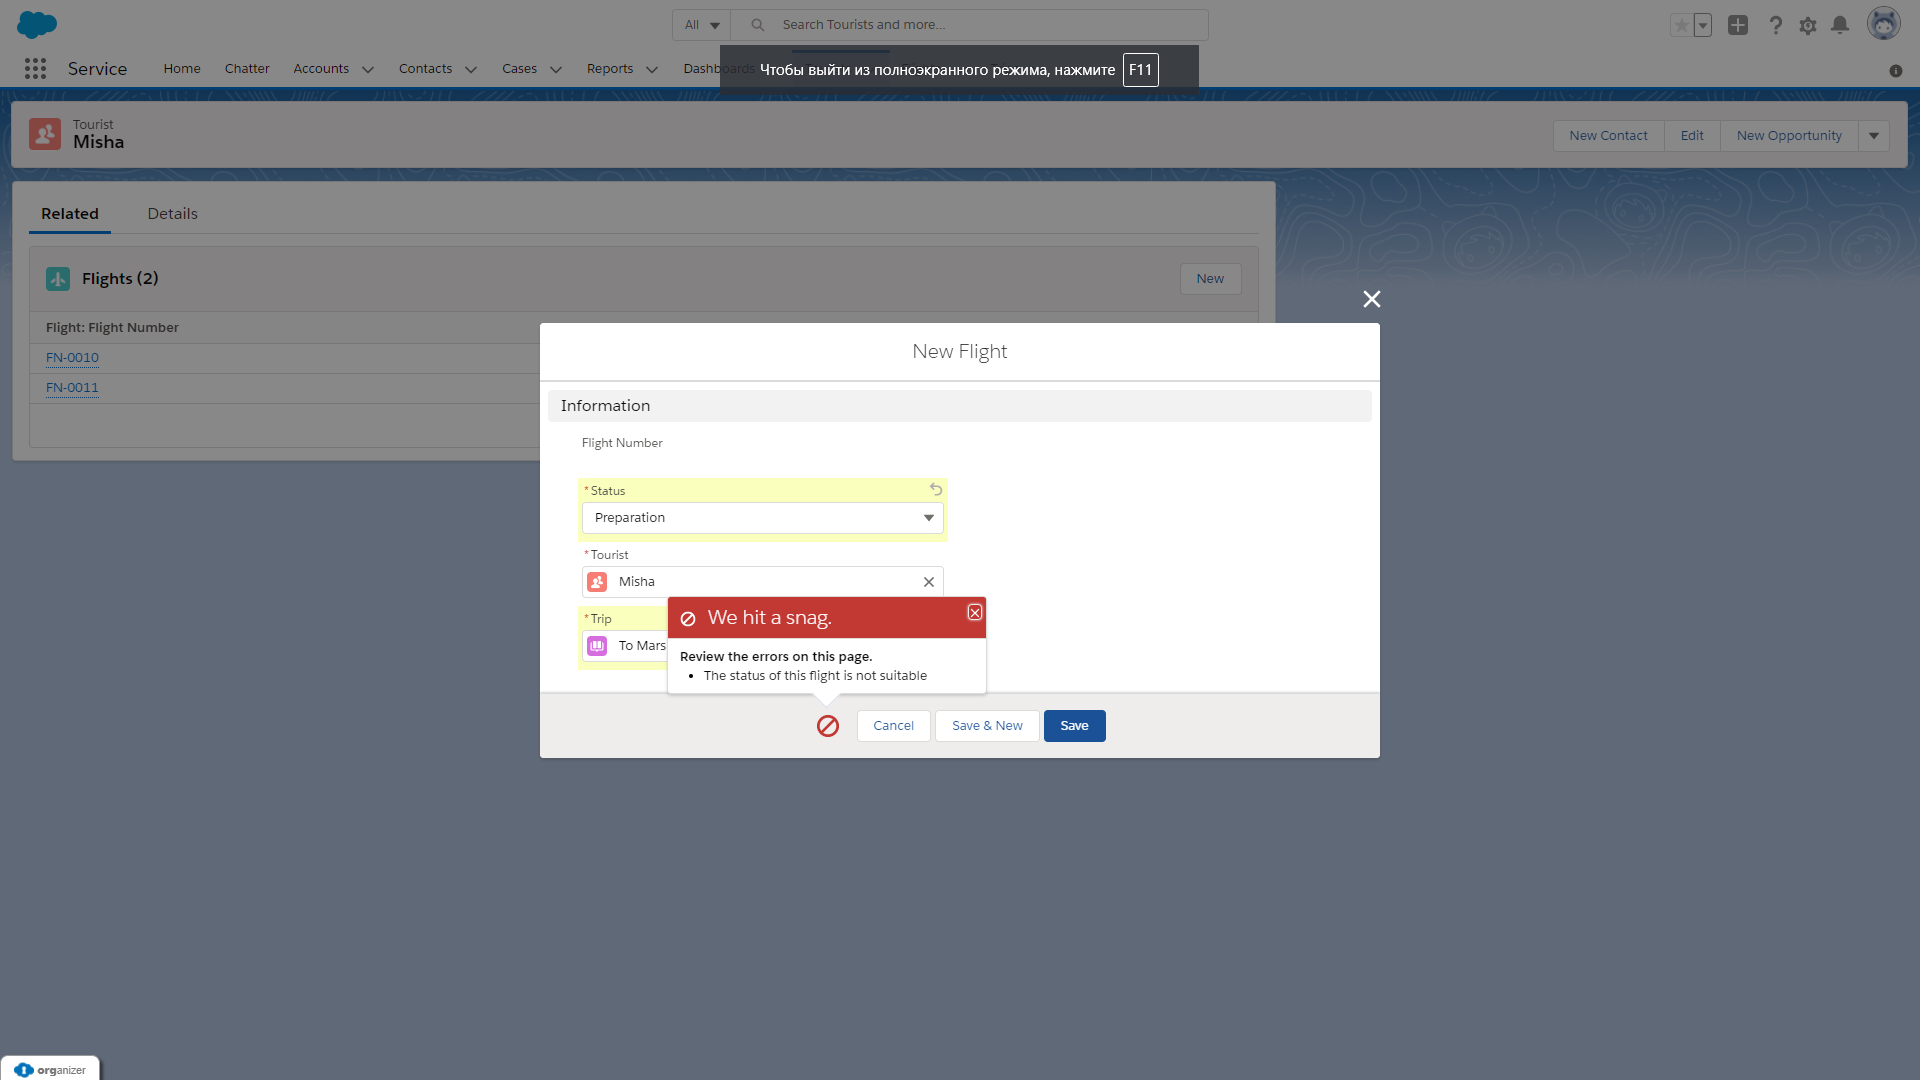 All
Search Tourists and more...
Service
Home
Chatter
Accounts
Contacts
Cases
Reports
Dashboards
Чтобы выйти из полноэкранного режима, нажмите F11
Tourist
Misha
New Contact
Edit
New Opportunity
Related
Details
Flights (2)
New
Flight: Flight Number
FN-0010
FN-0011
New Flight
Information
Flight Number
*Status
Preparation
*Tourist
Misha
*Trip
To Mars
We hit a snag.
Review the errors on this page.
• The status of this flight is not suitable
Cancel
Save & New
Save
organizer